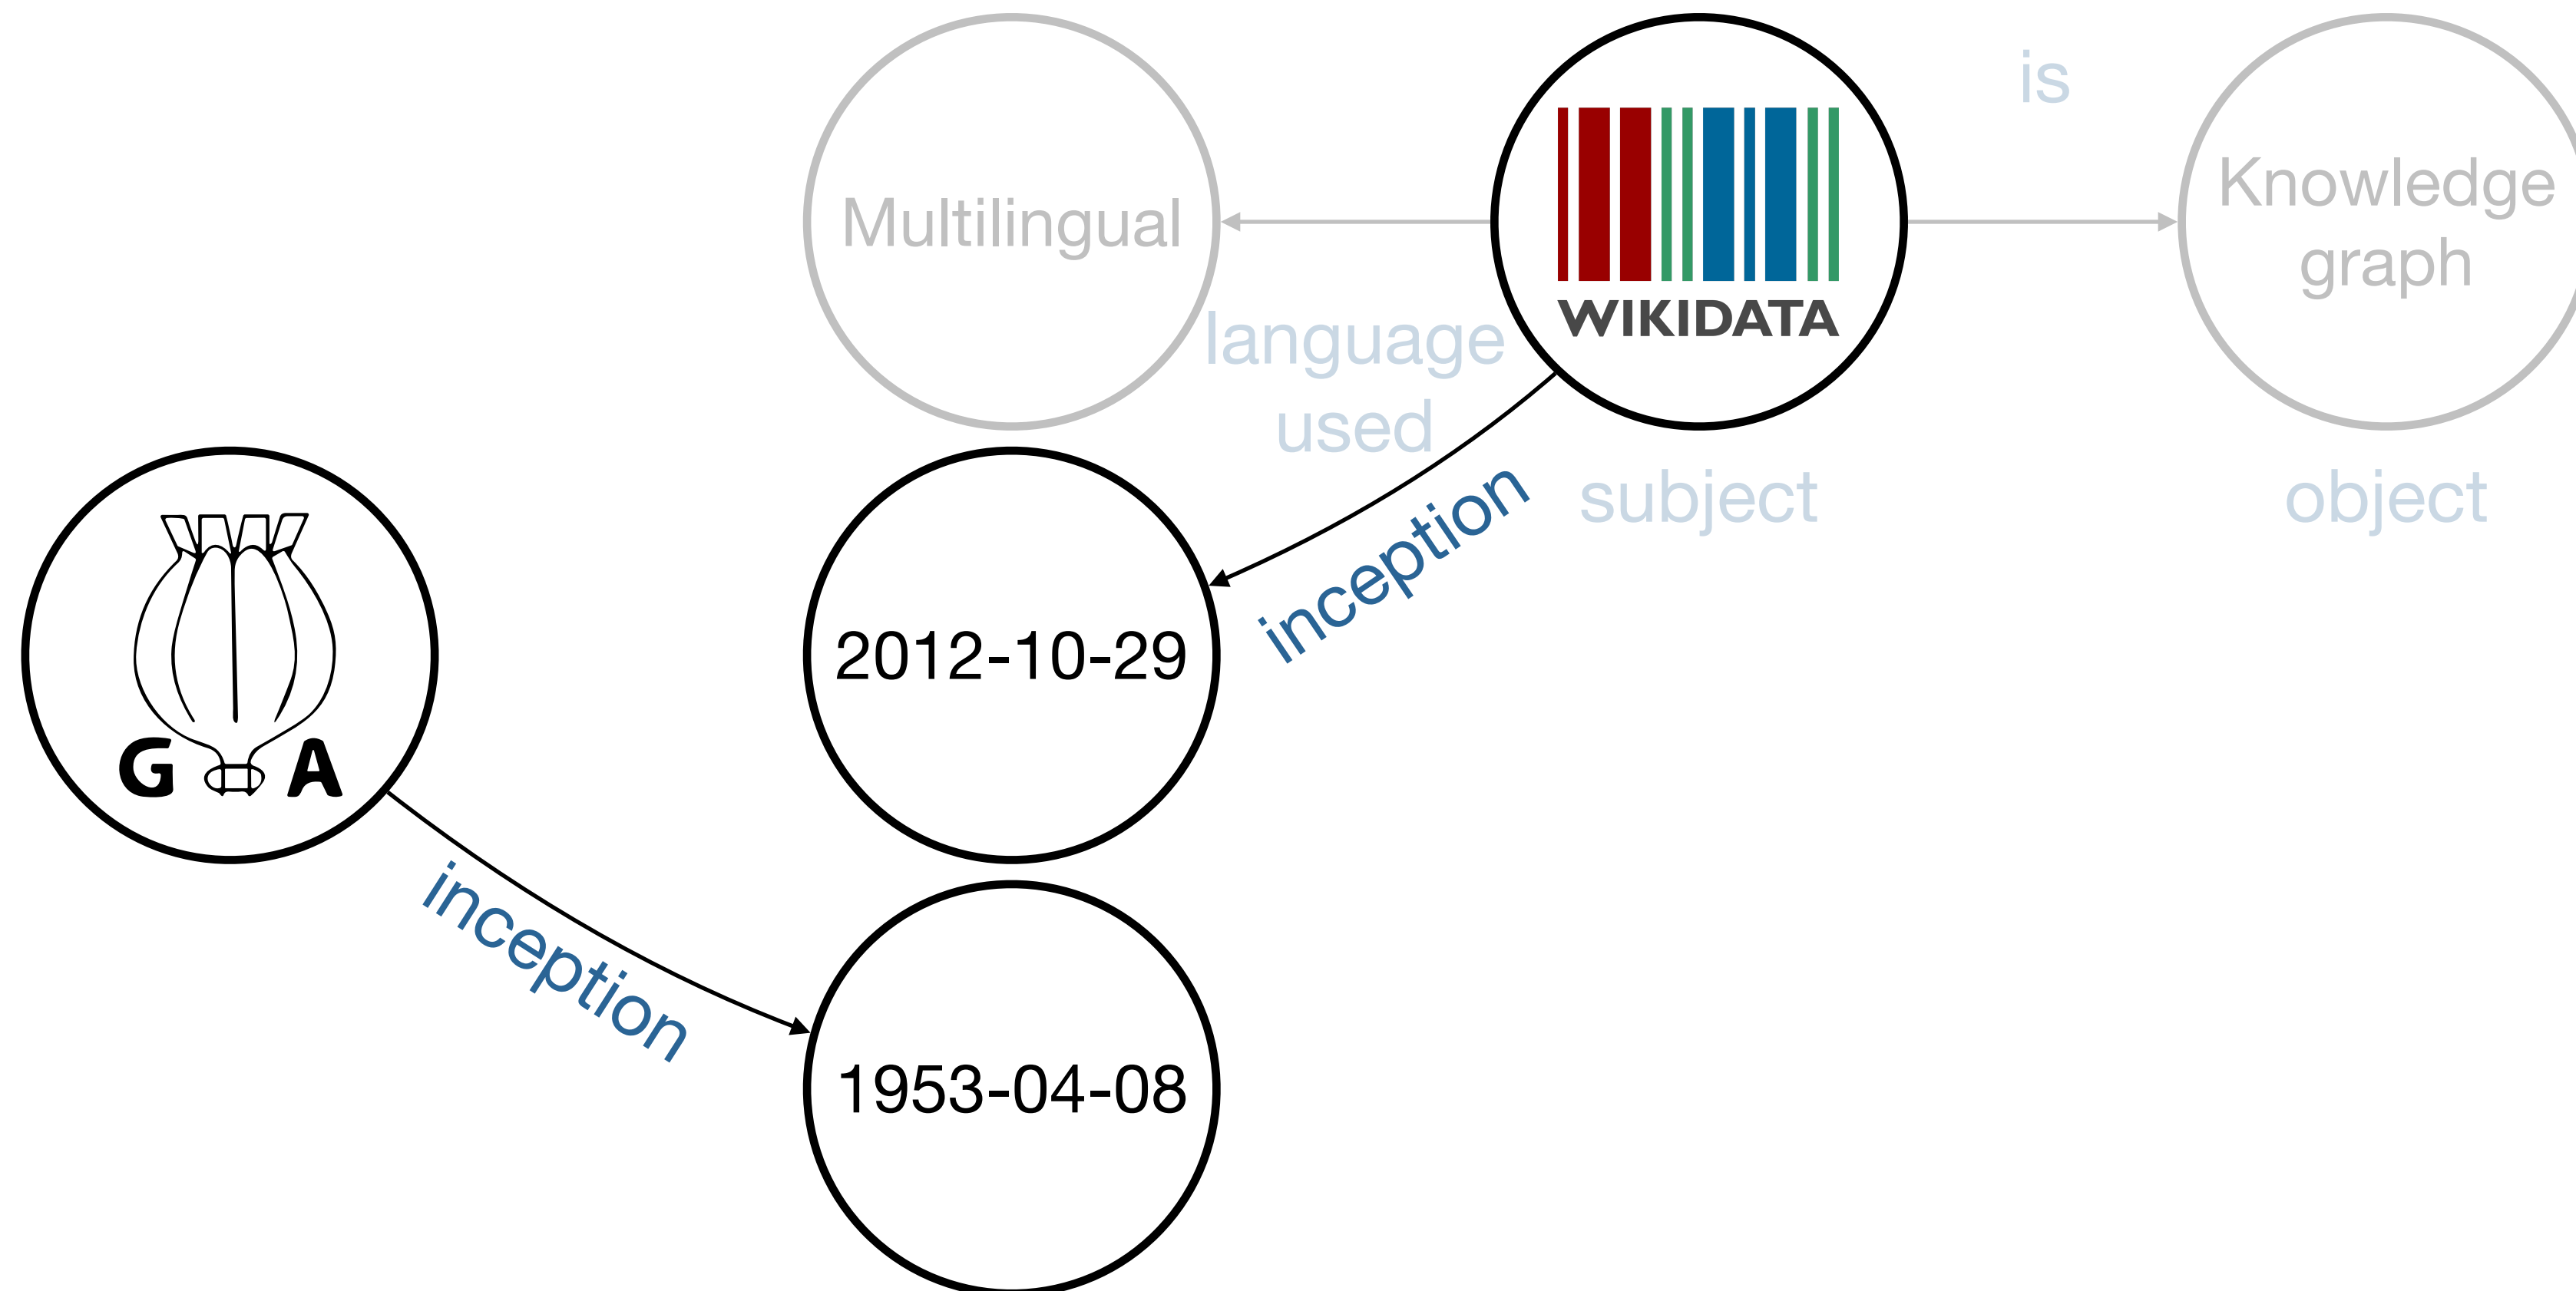 is
Multilingual
WIKIDATA
Knowledge
graph
language
used
subject
object
inception
2012-10-29
G A
inception
1953-04-08